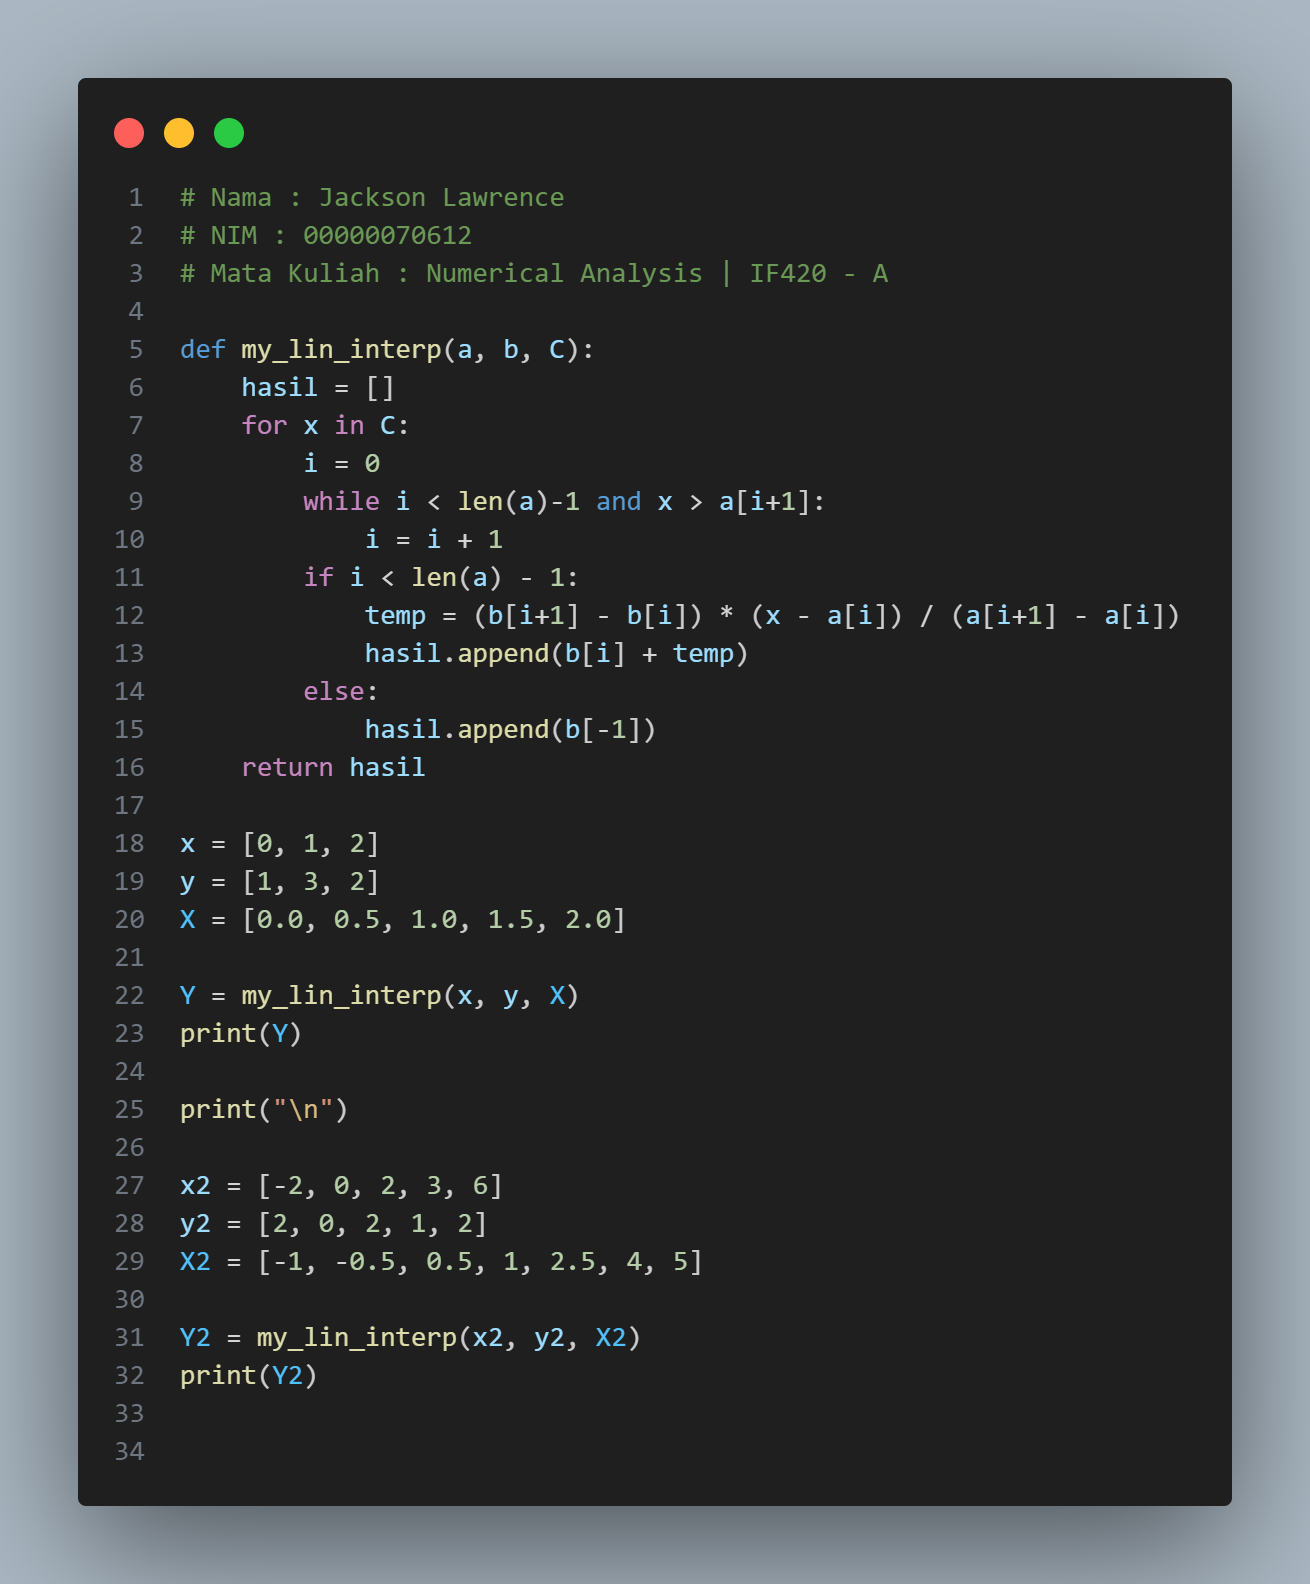 1 # Nama : Jackson Lawrence
2 # NIM : 00000070612
3 # Mata Kuliah : Numerical Analysis | IF420 - A
4
5 def my_lin_interp(a, b, C):
6     hasil = []
7     for x in C:
8         i = 0
9         while i < len(a)-1 and x > a[i+1]:
10             i = i + 1
11         if i < len(a) - 1:
12             temp = (b[i+1] - b[i]) * (x - a[i]) / (a[i+1] - a[i])
13             hasil.append(b[i] + temp)
14         else:
15             hasil.append(b[-1])
16     return hasil
17
18 x = [0, 1, 2]
19 y = [1, 3, 2]
20 X = [0.0, 0.5, 1.0, 1.5, 2.0]
21
22 Y = my_lin_interp(x, y, X)
23 print(Y)
24
25 print("\n")
26
27 x2 = [-2, 0, 2, 3, 6]
28 y2 = [2, 0, 2, 1, 2]
29 X2 = [-1, -0.5, 0.5, 1, 2.5, 4, 5]
30
31 Y2 = my_lin_interp(x2, y2, X2)
32 print(Y2)
33
34